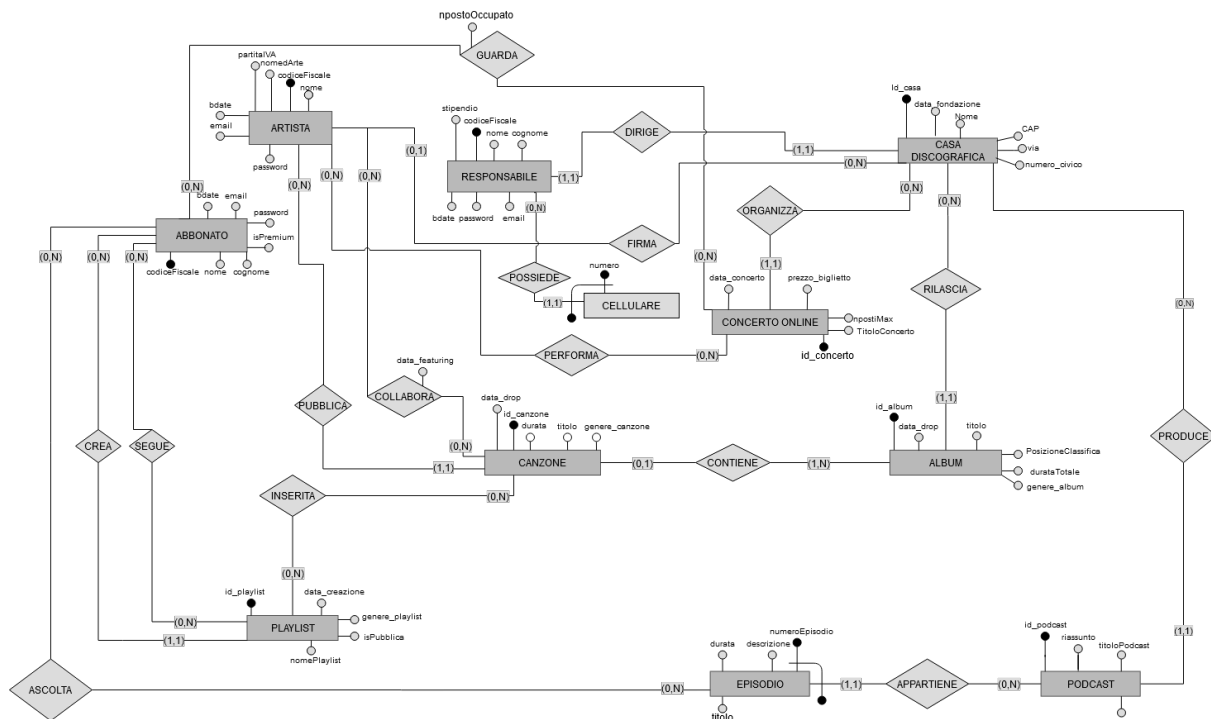 npostoOccupato
GUARDA
partitaIVA
nomedArte
codiceFiscale
nome
bdate
email
ARTISTA
password
(0,N)
(0,1)
(0,N)
(0,N)
(0,N)
stipendio
codiceFiscale
nome
cognome
RESPONSABILE
bdate
password
email
(1,1)
(0,N)
DIRIGE
(1,1)
(0,N)
Id_casa
data_fondazione
Nome
CASA
DISCOGRAFICA
CAP
via
numero_civico
(0,N)
(0,N)
(0,N)
bdate
email
password
ABBONATO
isPremium
codiceFiscale
nome
cognome
(0,N)
(0,N)
(0,N)
ORGANIZZA
FIRMA
(1,1)
(0,N)
POSSIEDE
numero
(1,1)
CELLULARE
data_concerto
prezzo_biglietto
CONCERTO ONLINE
npostiMax
TitoloConcerto
id_concerto
RILASCIA
(0,N)
PERFORMA
(0,N)
data_featuring
COLLABORA
PUBBLICA
data_drop
id_canzone
durata
titolo
genere_canzone
(0,N)
CANZONE
(1,1)
(0,1)
CONTIENE
(1,N)
(1,1)
id_album
data_drop
titolo
ALBUM
PosizioneClassifica
durataTotale
genere_album
PRODUCE
CREA
SEGUE
INSERITA
(0,N)
(0,N)
id_playlist
data_creazione
genere_playlist
PLAYLIST
isPubblica
nomePlaylist
(0,N)
(1,1)
(1,1)
ASCOLTA
(0,N)
durata
descrizione
numeroEpisodio
EPISODIO
titolo
(1,1)
APPARTIENE
(0,N)
id_podcast
riassunto
titoloPodcast
PODCAST